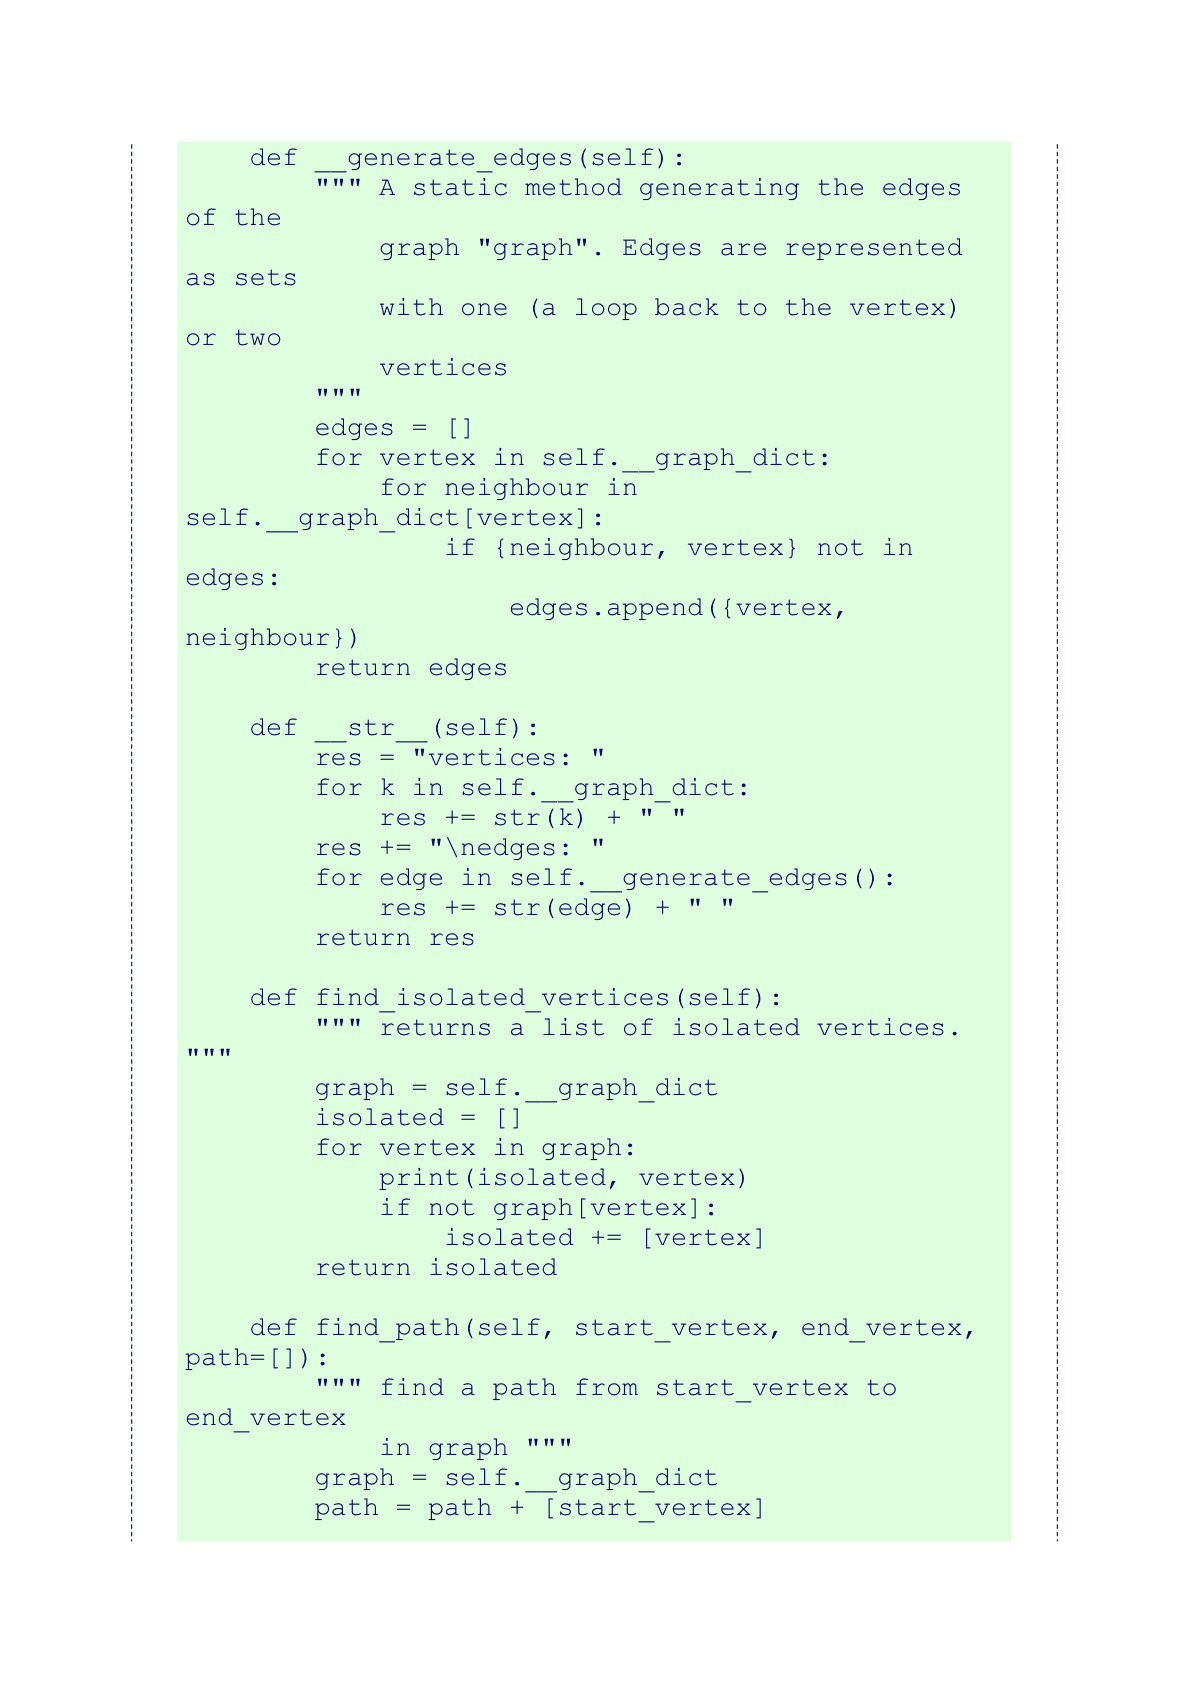 def __generate_edges(self):
        """ A static method generating the edges
of the
            graph "graph". Edges are represented
as sets
            with one (a loop back to the vertex)
or two
            vertices
        """
        edges = []
        for vertex in self.__graph_dict:
            for neighbour in
self.__graph_dict[vertex]:
                if {neighbour, vertex} not in
edges:
                    edges.append({vertex,
neighbour})
        return edges

    def __str__(self):
        res = "vertices: "
        for k in self.__graph_dict:
            res += str(k) + " "
        res += "\nedges: "
        for edge in self.__generate_edges():
            res += str(edge) + " "
        return res

    def find_isolated_vertices(self):
        """ returns a list of isolated vertices.
"""
        graph = self.__graph_dict
        isolated = []
        for vertex in graph:
            print(isolated, vertex)
            if not graph[vertex]:
                isolated += [vertex]
        return isolated

    def find_path(self, start_vertex, end_vertex,
path=[]):
        """ find a path from start_vertex to
end_vertex
            in graph """
        graph = self.__graph_dict
        path = path + [start_vertex]